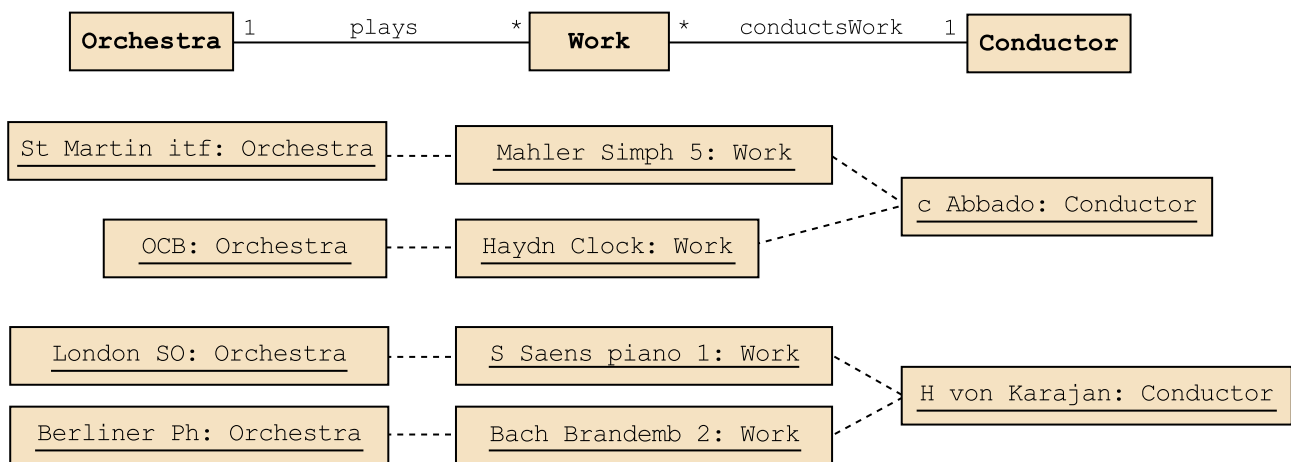 Orchestra 1 plays * Work * conductsWork 1 Conductor
St Martin itf: Orchestra
Mahler Simph 5: Work
c Abbado: Conductor
OCB: Orchestra
Haydn Clock: Work
London SO: Orchestra
S Saens piano 1: Work
H von Karajan: Conductor
Berliner Ph: Orchestra
Bach Brandemb 2: Work